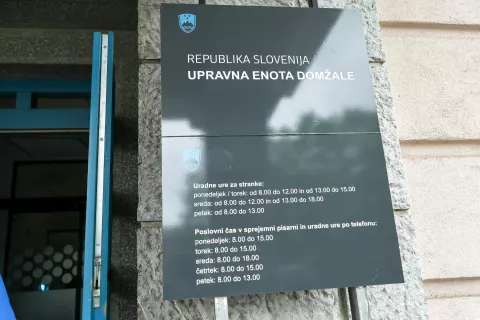 REPUBLIKA SLOVENIJA
UPRAVNA ENOTA DOMŽALE
Uradne ure za stranke:
ponedeljek / torek: od 8.00 do 12.00 in od 13.00 do 15.00
sreda: od 8.00 do 12.00 in od 13.00 do 18.00
petek: od 8.00 do 13.00
Poslovni čas v sprejemni pisarni in uradne ure po telefonu:
ponedeljek: 8.00 do 15.00
torek: 8.00 do 15.00
sreda: 8.00 do 18.00
četrtek: 8.00 do 15.00
petek: 8.00 do 13.00